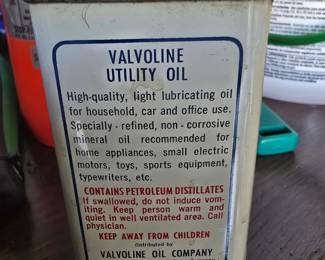 VALVOLINE
UTILITY OIL
High-quality, light lubricating oil
for household, car and office use.
Specially - refined, non - corrosive
mineral oil recommended for
home appliances, small electric
motors, toys, sports equipment,
typewriters, etc.
CONTAINS PETROLEUM DISTILLATES
If swallowed, do not induce vom-
iting. Keep person warm and
quiet in well ventilated area. Call
physician.
KEEP AWAY FROM CHILDREN
distributed by
VALVOLINE OIL COMPANY